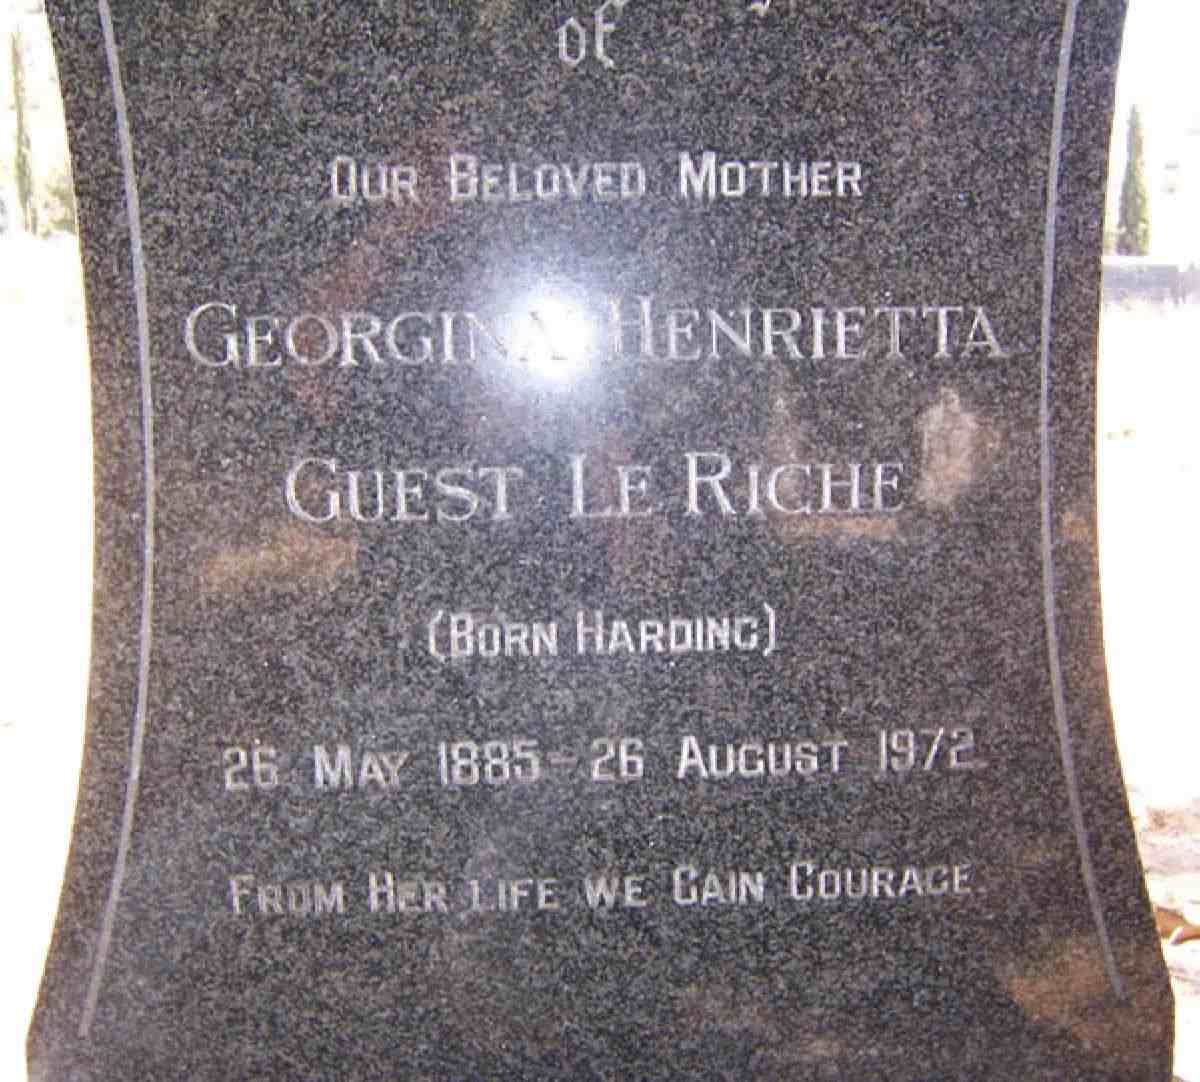 of
OUR BELOVED MOTHER
GEORGINA HENRIETTA
GUEST LE RICHE
(BORN HARDING)
26 MAY 1885 - 26 AUGUST 1972.
FROM HER LIFE WE GAIN COURAGE.